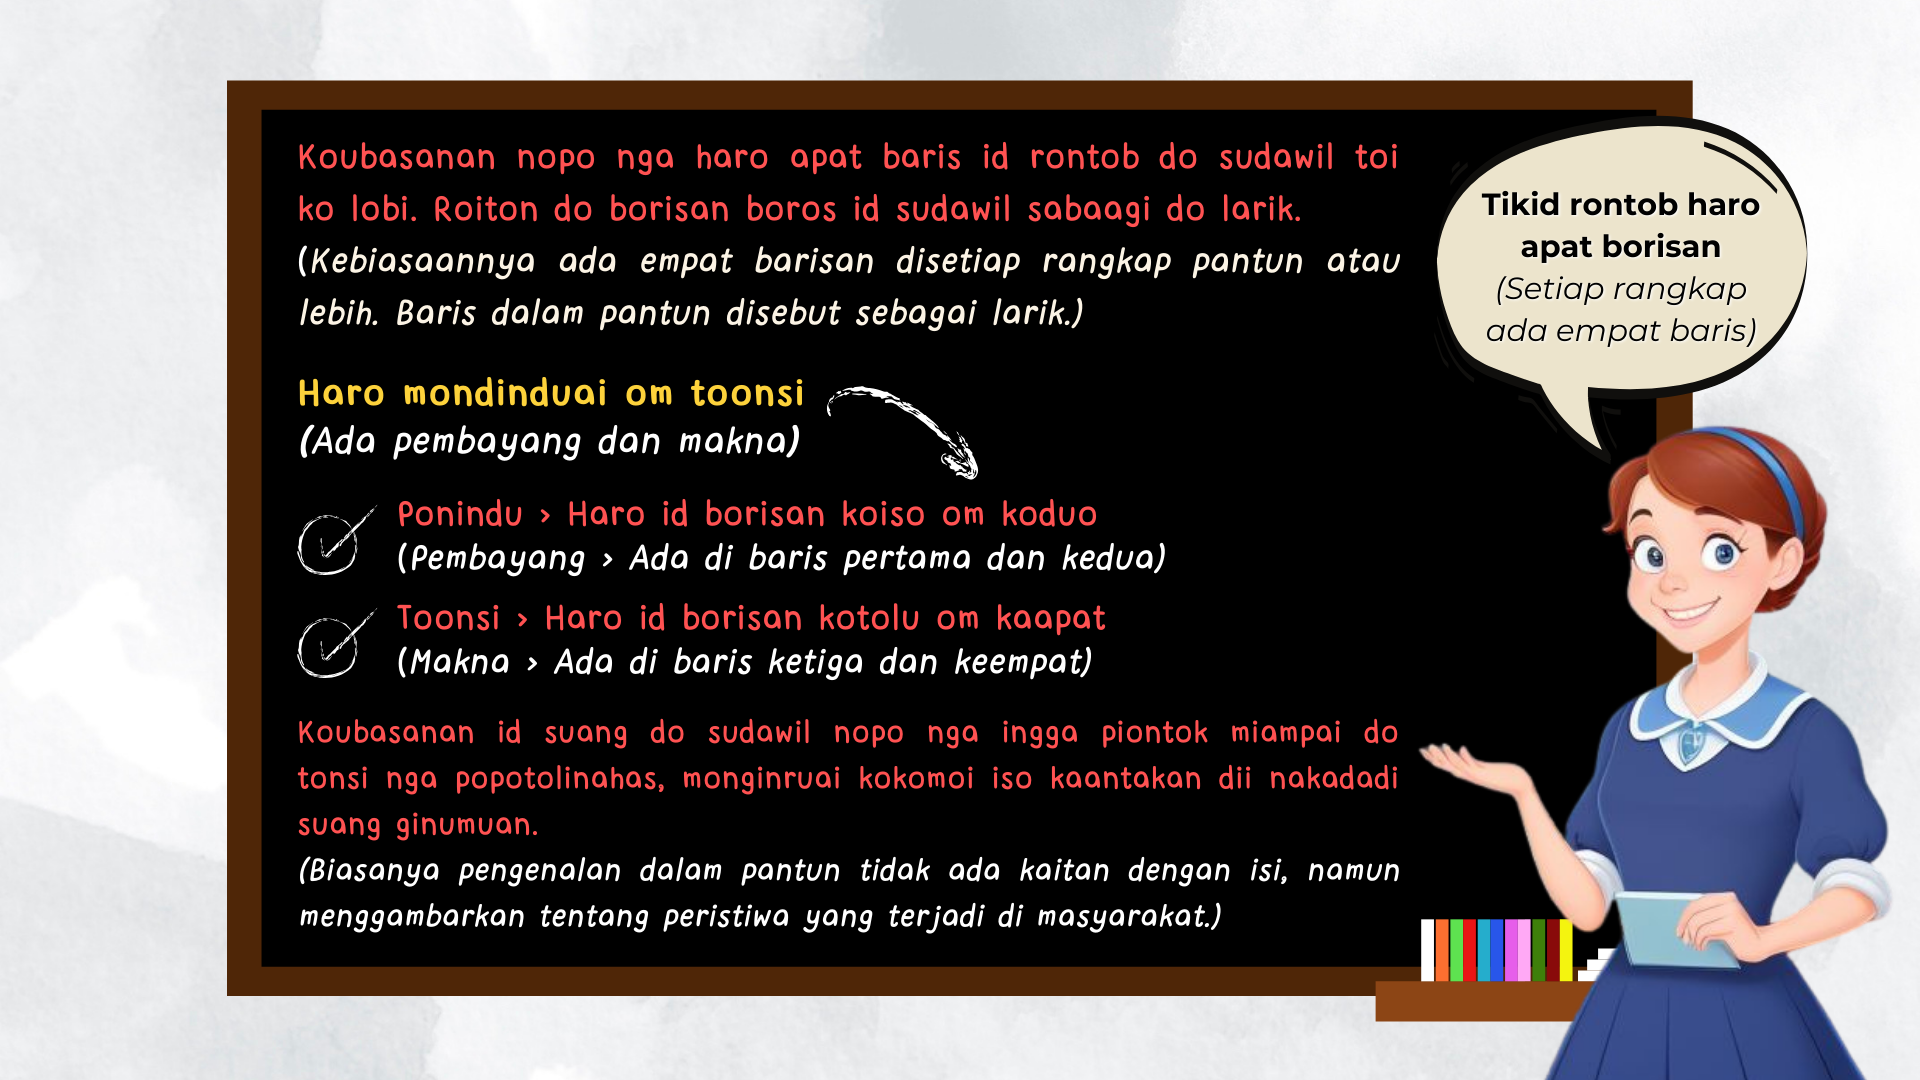 Koubasanan nopo nga haro apat baris id rontob do sudawil toi
ko lobi. Roiton do borisan boros id sudawil sabaagi do larik.
(Kebiasaannya ada empat barisan disetiap rangkap pantun atau
lebih. Baris dalam pantun disebut sebagai larik.)
Haro mondinduai om toonsi
(Ada pembayang dan makna)
Ponindu > Haro id borisan koiso om koduo
(Pembayang > Ada di baris pertama dan kedua)
Toonsi > Haro id borisan kotolu om kaapat
(Makna > Ada di baris ketiga dan keempat)
Koubasanan id suang do sudawil nopo nga ingga piontok miampai do
tonsi nga popotolinahas, monginruai kokomoi iso kaantakan dii nakadadi
suang ginumuan.
(Biasanya pengenalan dalam pantun tidak ada kaitan dengan isi, namun
menggambarkan tentang peristiwa yang terjadi di masyarakat.)
Tikid rontob haro
apat borisan
(Setiap rangkap
ada empat baris)